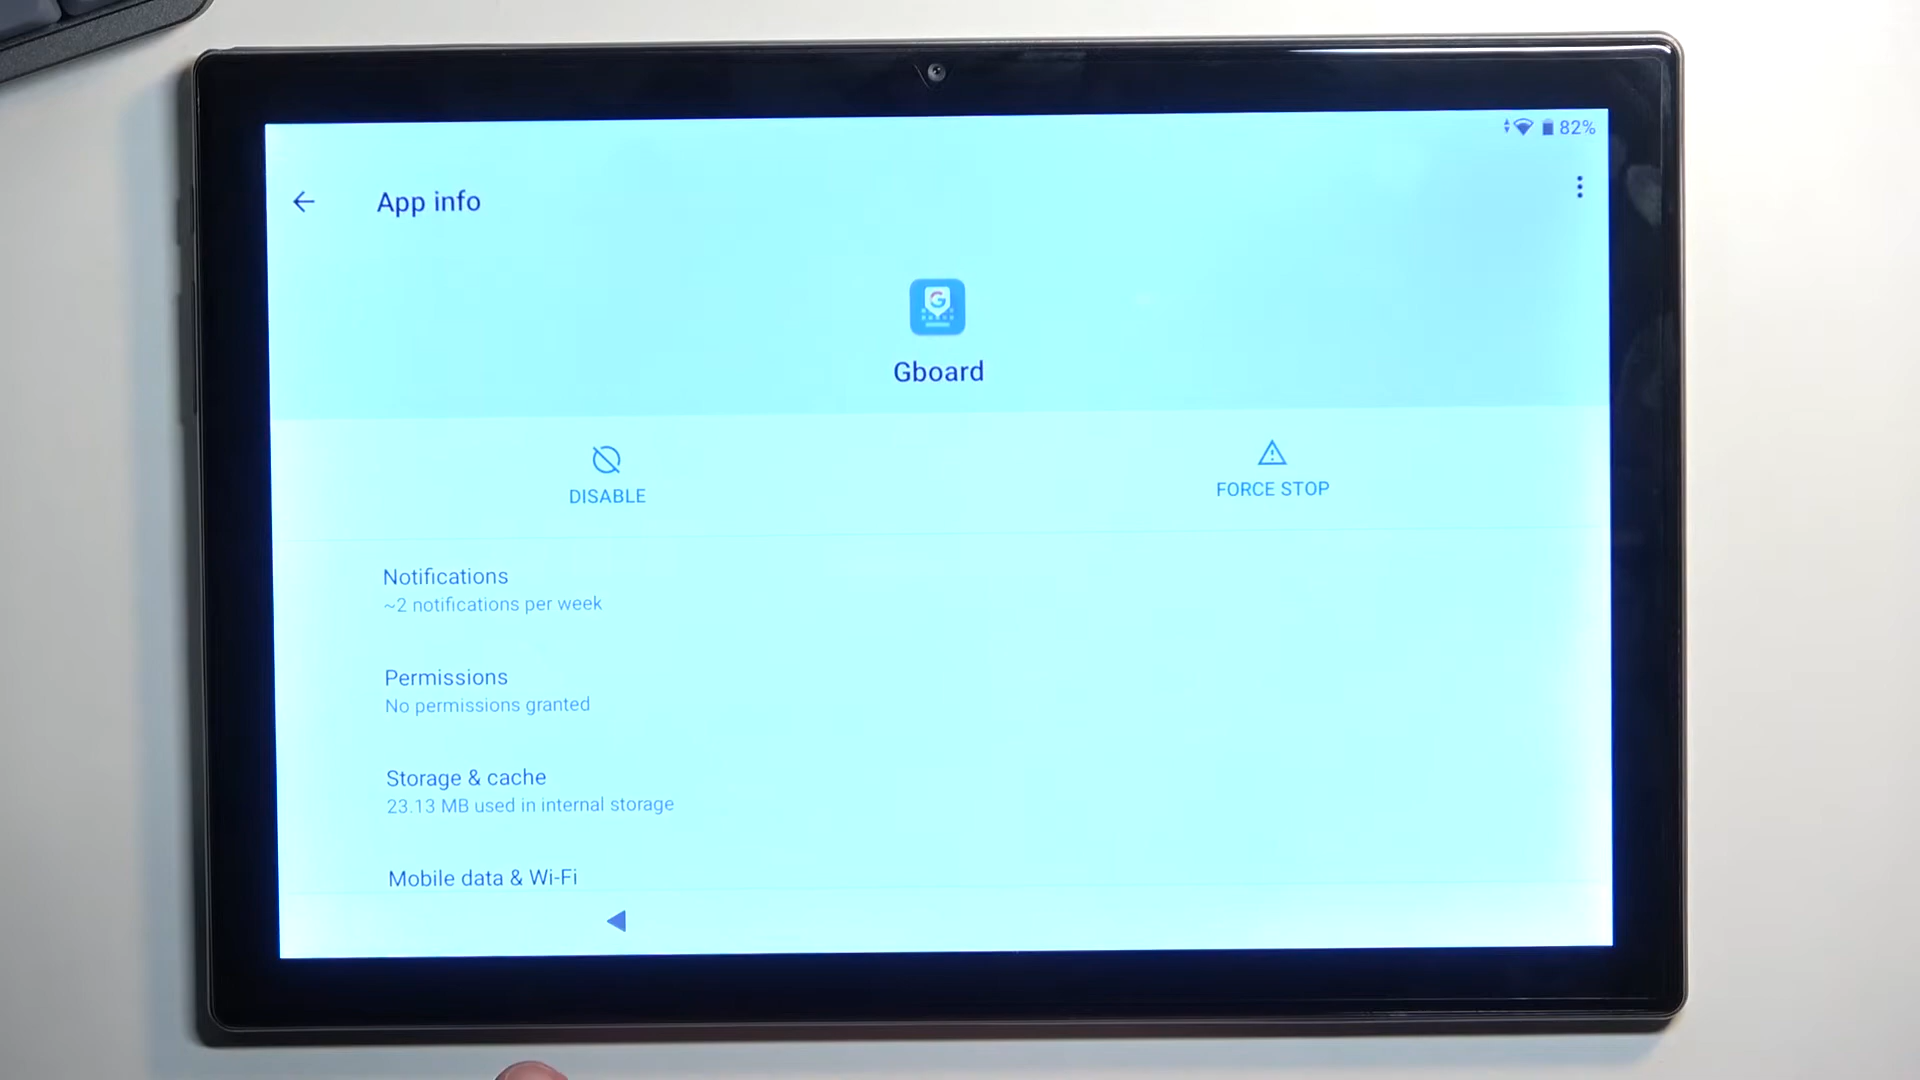 82%
App info
G
Gboard
DISABLE
FORCE STOP
Notifications
~2 notifications per week
Permissions
No permissions granted
Storage & cache
23.13 MB used in internal storage
Mobile data & Wi-Fi